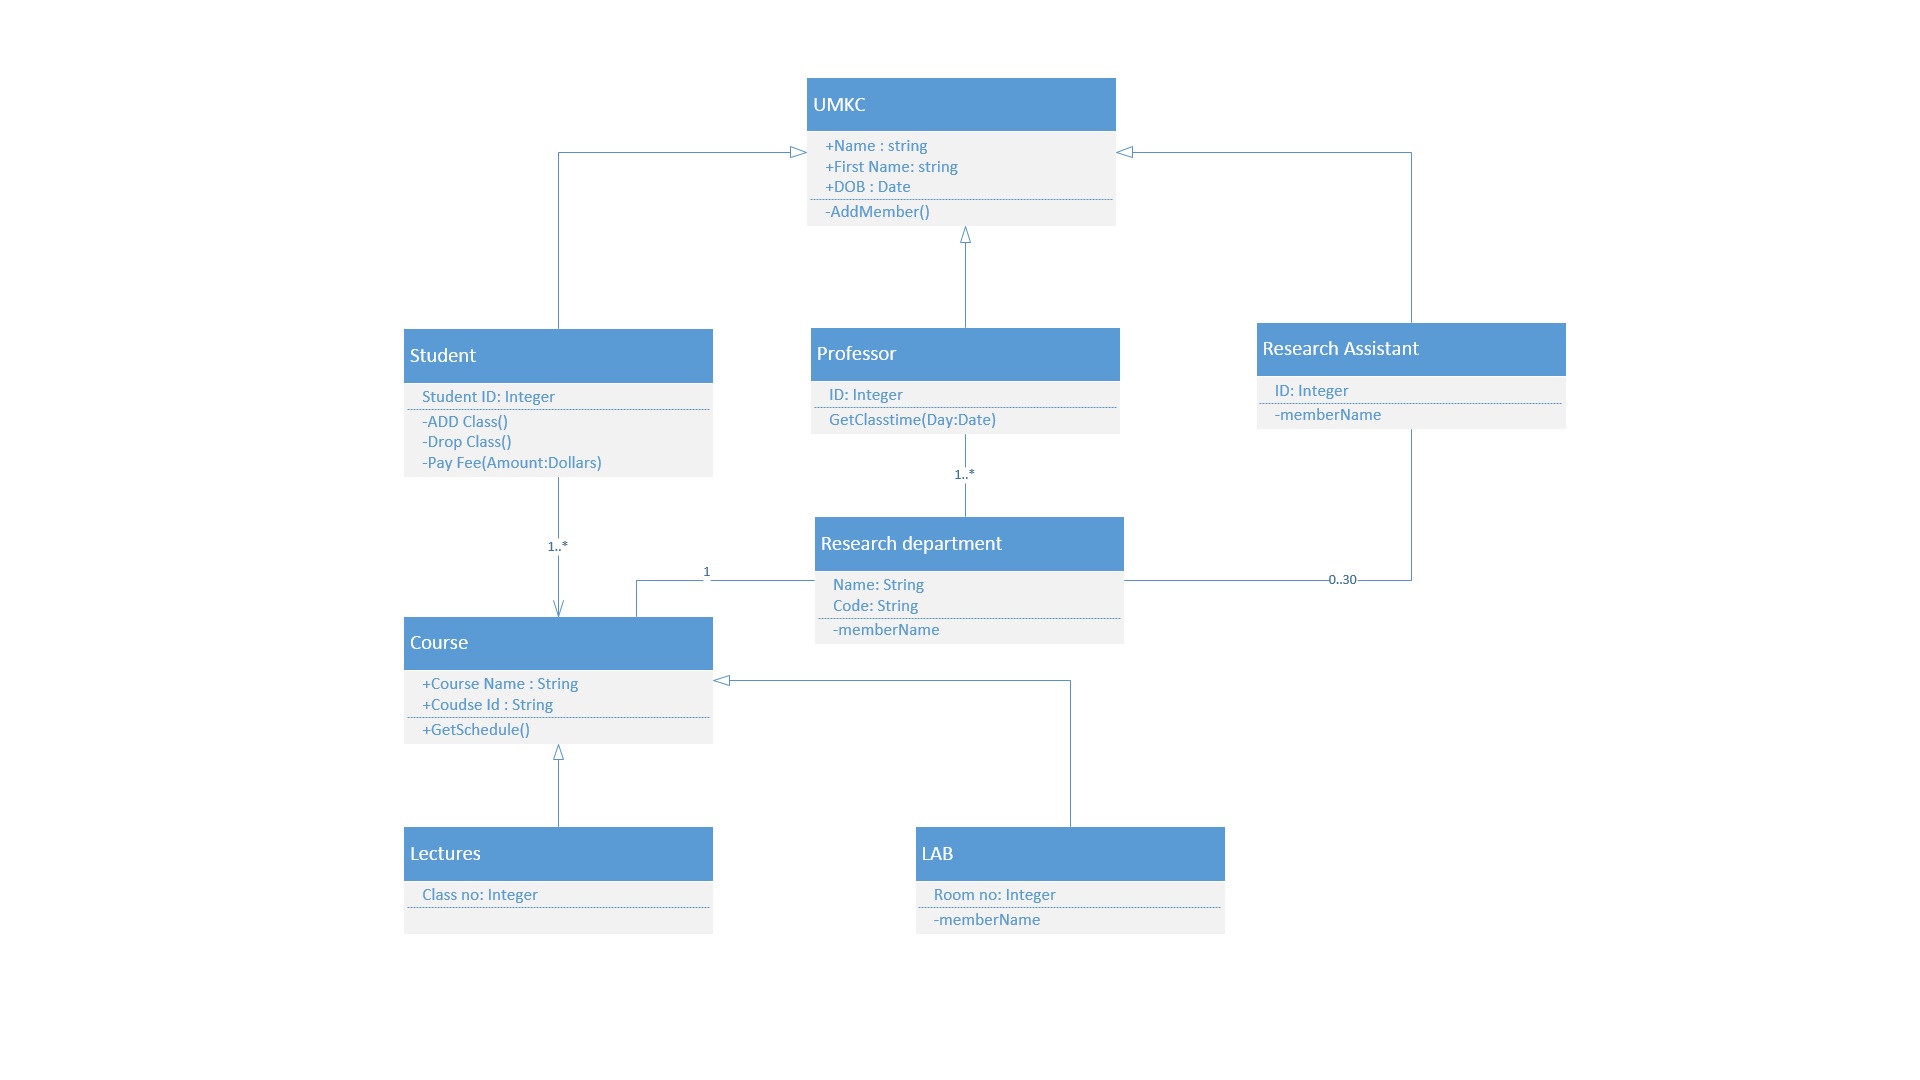 UMKC
+Name : string
+First Name: string
+DOB : Date
-AddMember()
Student
Student ID: Integer
-ADD Class()
-Drop Class()
-Pay Fee(Amount:Dollars)
Professor
ID: Integer
GetClasstime(Day:Date)
Research Assistant
ID: Integer
-memberName
1..*
1..*
1
0..30
Research department
Name: String
Code: String
-memberName
Course
+Course Name : String
+Coudse Id : String
+GetSchedule()
Lectures
Class no: Integer
LAB
Room no: Integer
-memberName